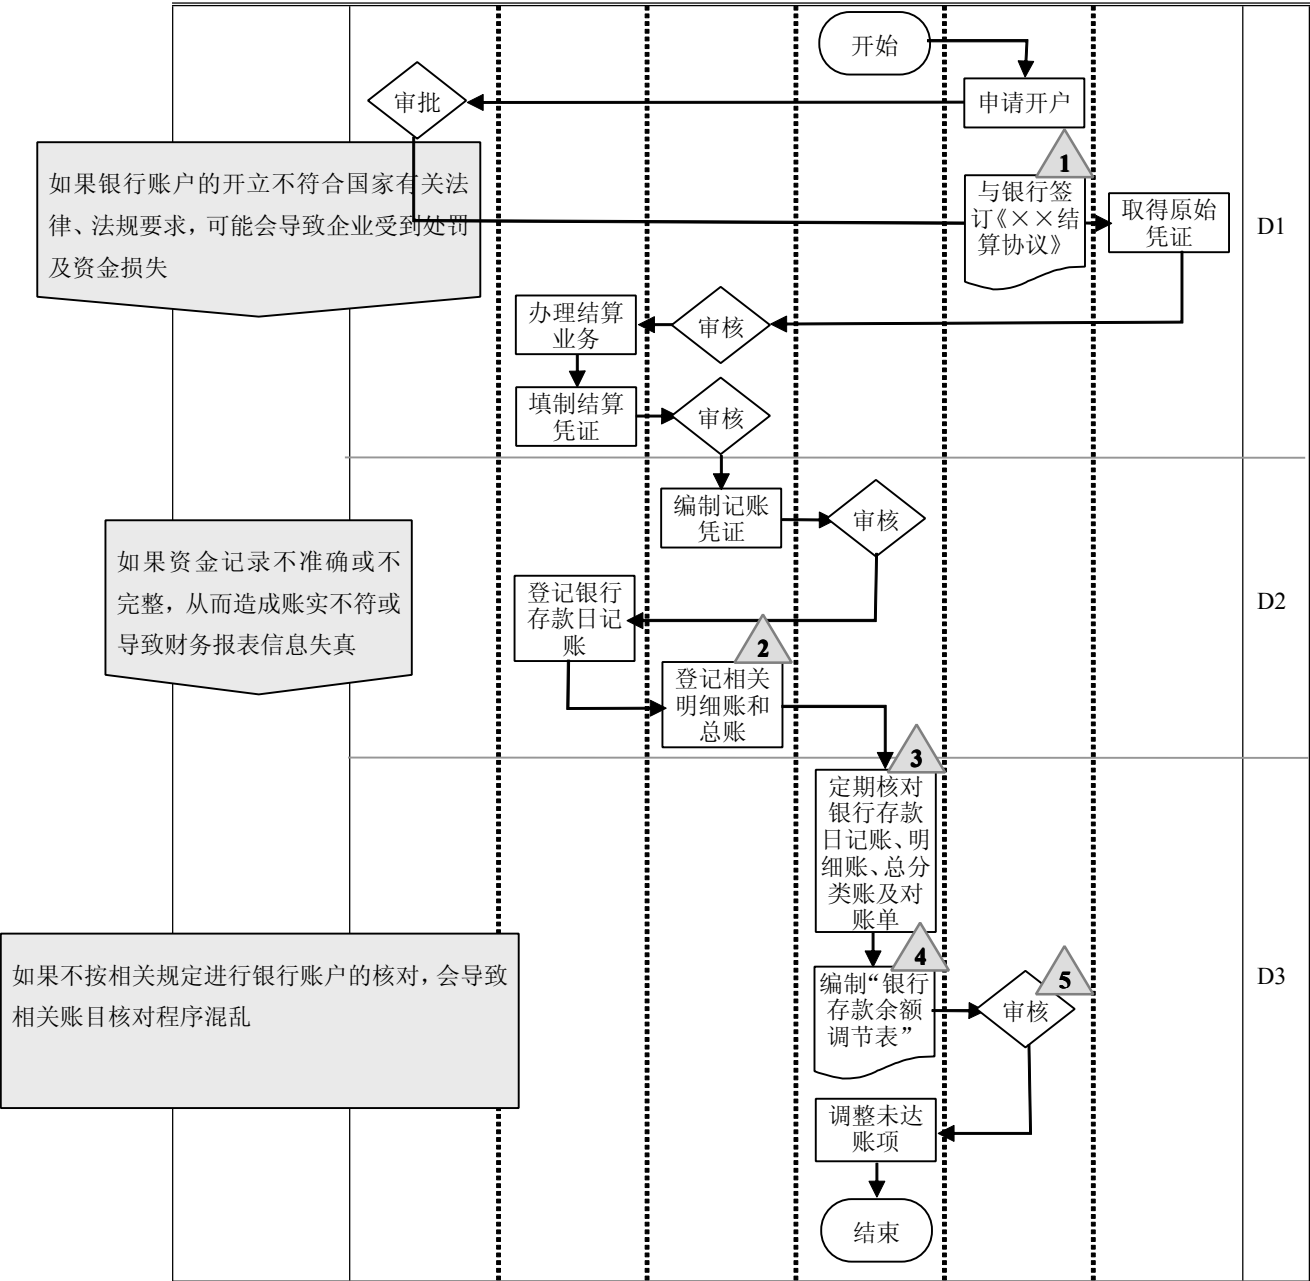 开始
审批
申请开户
1
如果银行账户的开立不符合国家有关法
律、法规要求，可能会导致企业受到处罚
及资金损失
与银行签
订《××结
算协议》
取得原始
凭证
D1
办理结算
业务
审核
填制结算
凭证
审核
编制记账
凭证
审核
如果资金记录不准确或不
完整，从而造成账实不符或
导致财务报表信息失真
登记银行
存款日记
账
D2
2
登记相关
明细账和
总账
3
定期核对
银行存款
日记账、明
细账、总分
类账及对
账单
如果不按相关规定进行银行账户的核对，会导致
相关账目核对程序混乱
4
编制“银行
存款余额
调节表”
5
审核
D3
调整未达
账项
结束